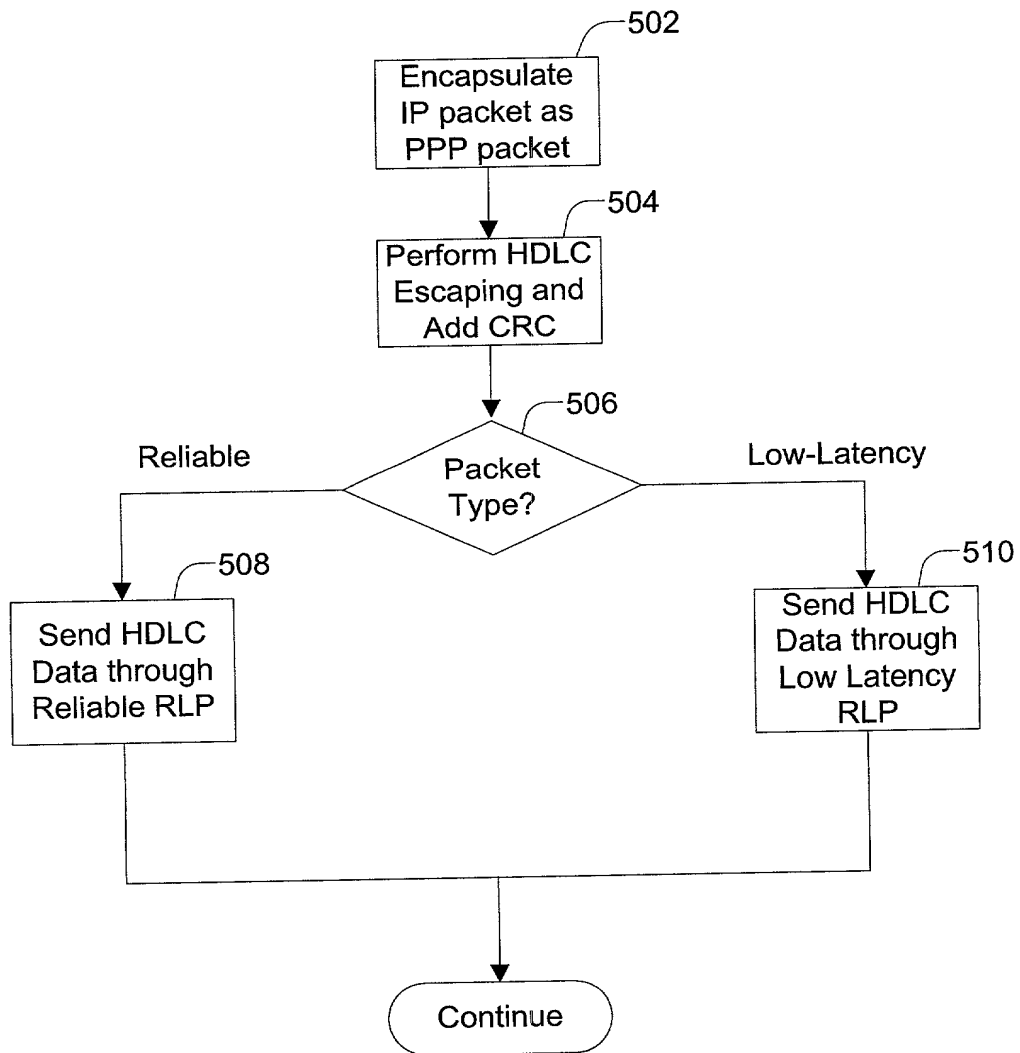 502
Encapsulate
IP packet as
PPP packet
504
Perform HDLC
Escaping and
Add CRC
506
Packet
Type?
Reliable
Low-Latency
508
Send HDLC
Data through
Reliable RLP
510
Send HDLC
Data through
Low Latency
RLP
Continue